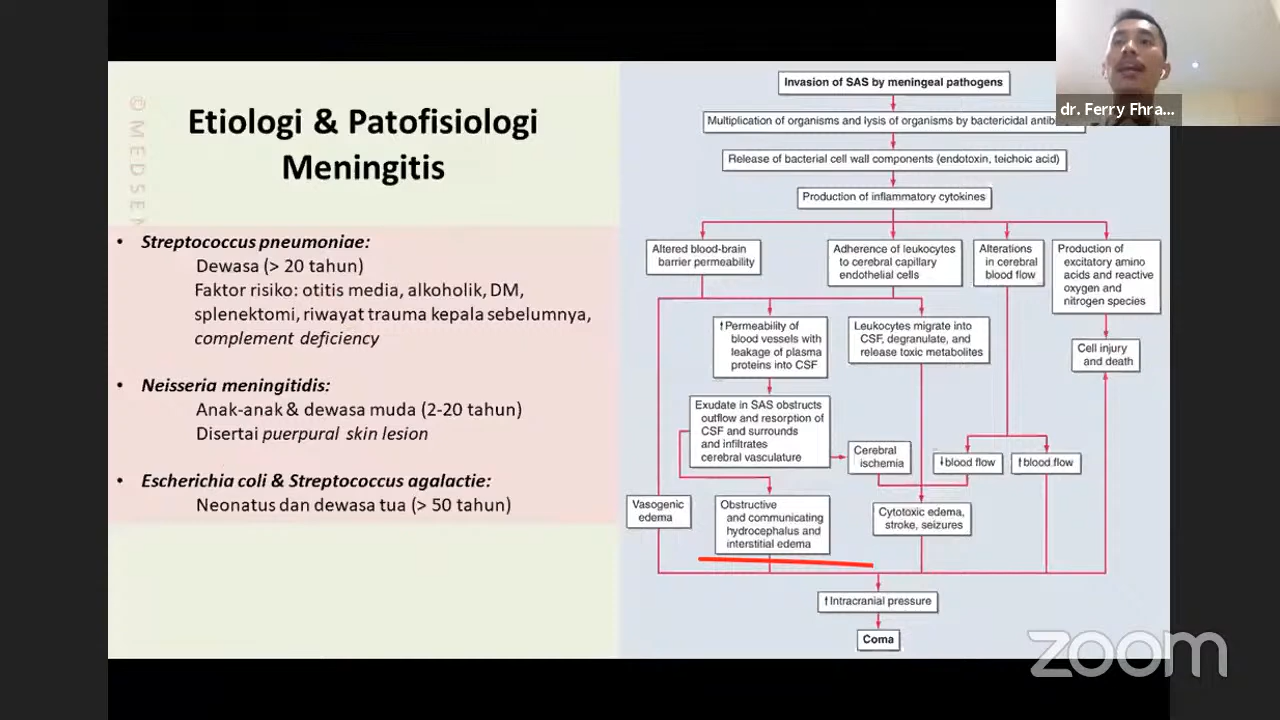 Etiologi & Patofisiologi
Meningitis
© MEDSEN
• Streptococcus pneumoniae:
Dewasa (> 20 tahun)
Faktor risiko: otitis media, alkoholik, DM,
splenektomi, riwayat trauma kepala sebelumnya,
complement deficiency
• Neisseria meningitidis:
Anak-anak & dewasa muda (2-20 tahun)
Disertai puerpural skin lesion
• Escherichia coli & Streptococcus agalactie:
Neonatus dan dewasa tua (> 50 tahun)
dr. Ferry Fhra...
Invasion of SAS by meningeal pathogens
Multiplication of organisms and lysis of organisms by bactericidal
Release of bacterial cell wall components (endotoxin, teichoic acid)
Production of inflammatory cytokines
Altered blood-brain
barrier permeability
Adherence of leukocytes
to cerebral capillary
endothelial cells
Alterations
in cerebral
blood flow
Production of
excitatory amino
acids and reactive
oxygen and
nitrogen species
↑Permeability of
blood vessels with
leakage of plasma
proteins into CSF
Leukocytes migrate into
CSF, degranulate, and
release toxic metabolites
Cell injury
and death
Exudate in SAS obstructs
outflow and resorption of
CSF and surrounds
and infiltrates
cerebral vasculature
Cerebral
ischemia
↓blood flow
↑blood flow
Vasogenic
edema
Obstructive
and communicating
hydrocephalus and
interstitial edema
Cytotoxic edema,
stroke, seizures
↑Intracranial pressure
Coma
zoom